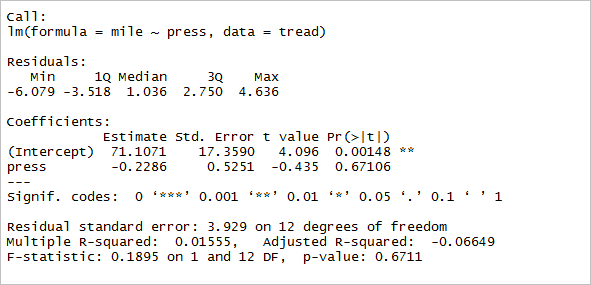 Call:
lm(formula = mile ~ press, data = tread)
Residuals:
   Min     1Q Median     3Q    Max
-6.079 -3.518  1.036  2.750  4.636
Coefficients:
            Estimate Std. Error t value Pr(>|t|)
(Intercept)  71.1071    17.3590   4.096  0.00148 **
press        -0.2286     0.5251  -0.435  0.67106
---
Signif. codes:  0 ‘***’ 0.001 ‘**’ 0.01 ‘*’ 0.05 ‘.’ 0.1 ‘ ’ 1
Residual standard error: 3.929 on 12 degrees of freedom
Multiple R-squared:  0.01555,   Adjusted R-squared:  -0.06649
F-statistic: 0.1895 on 1 and 12 DF,  p-value: 0.6711